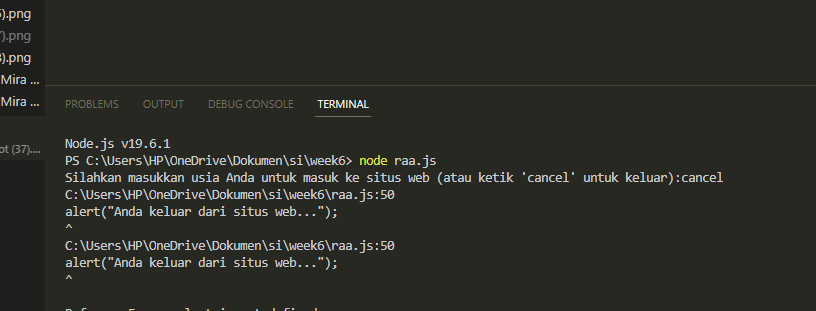 5).png
7).png
3).png
Mira ...
Mira ...
ot (37)....
PROBLEMS OUTPUT DEBUG CONSOLE TERMINAL
Node.js v19.6.1
PS C:\Users\HP\OneDrive\Dokumen\si\week6> node raa.js
Silahkan masukkan usia Anda untuk masuk ke situs web (atau ketik 'cancel' untuk keluar):cancel
C:\Users\HP\OneDrive\Dokumen\si\week6\raa.js:50
alert("Anda keluar dari situs web...");
^
C:\Users\HP\OneDrive\Dokumen\si\week6\raa.js:50
alert("Anda keluar dari situs web...");
^